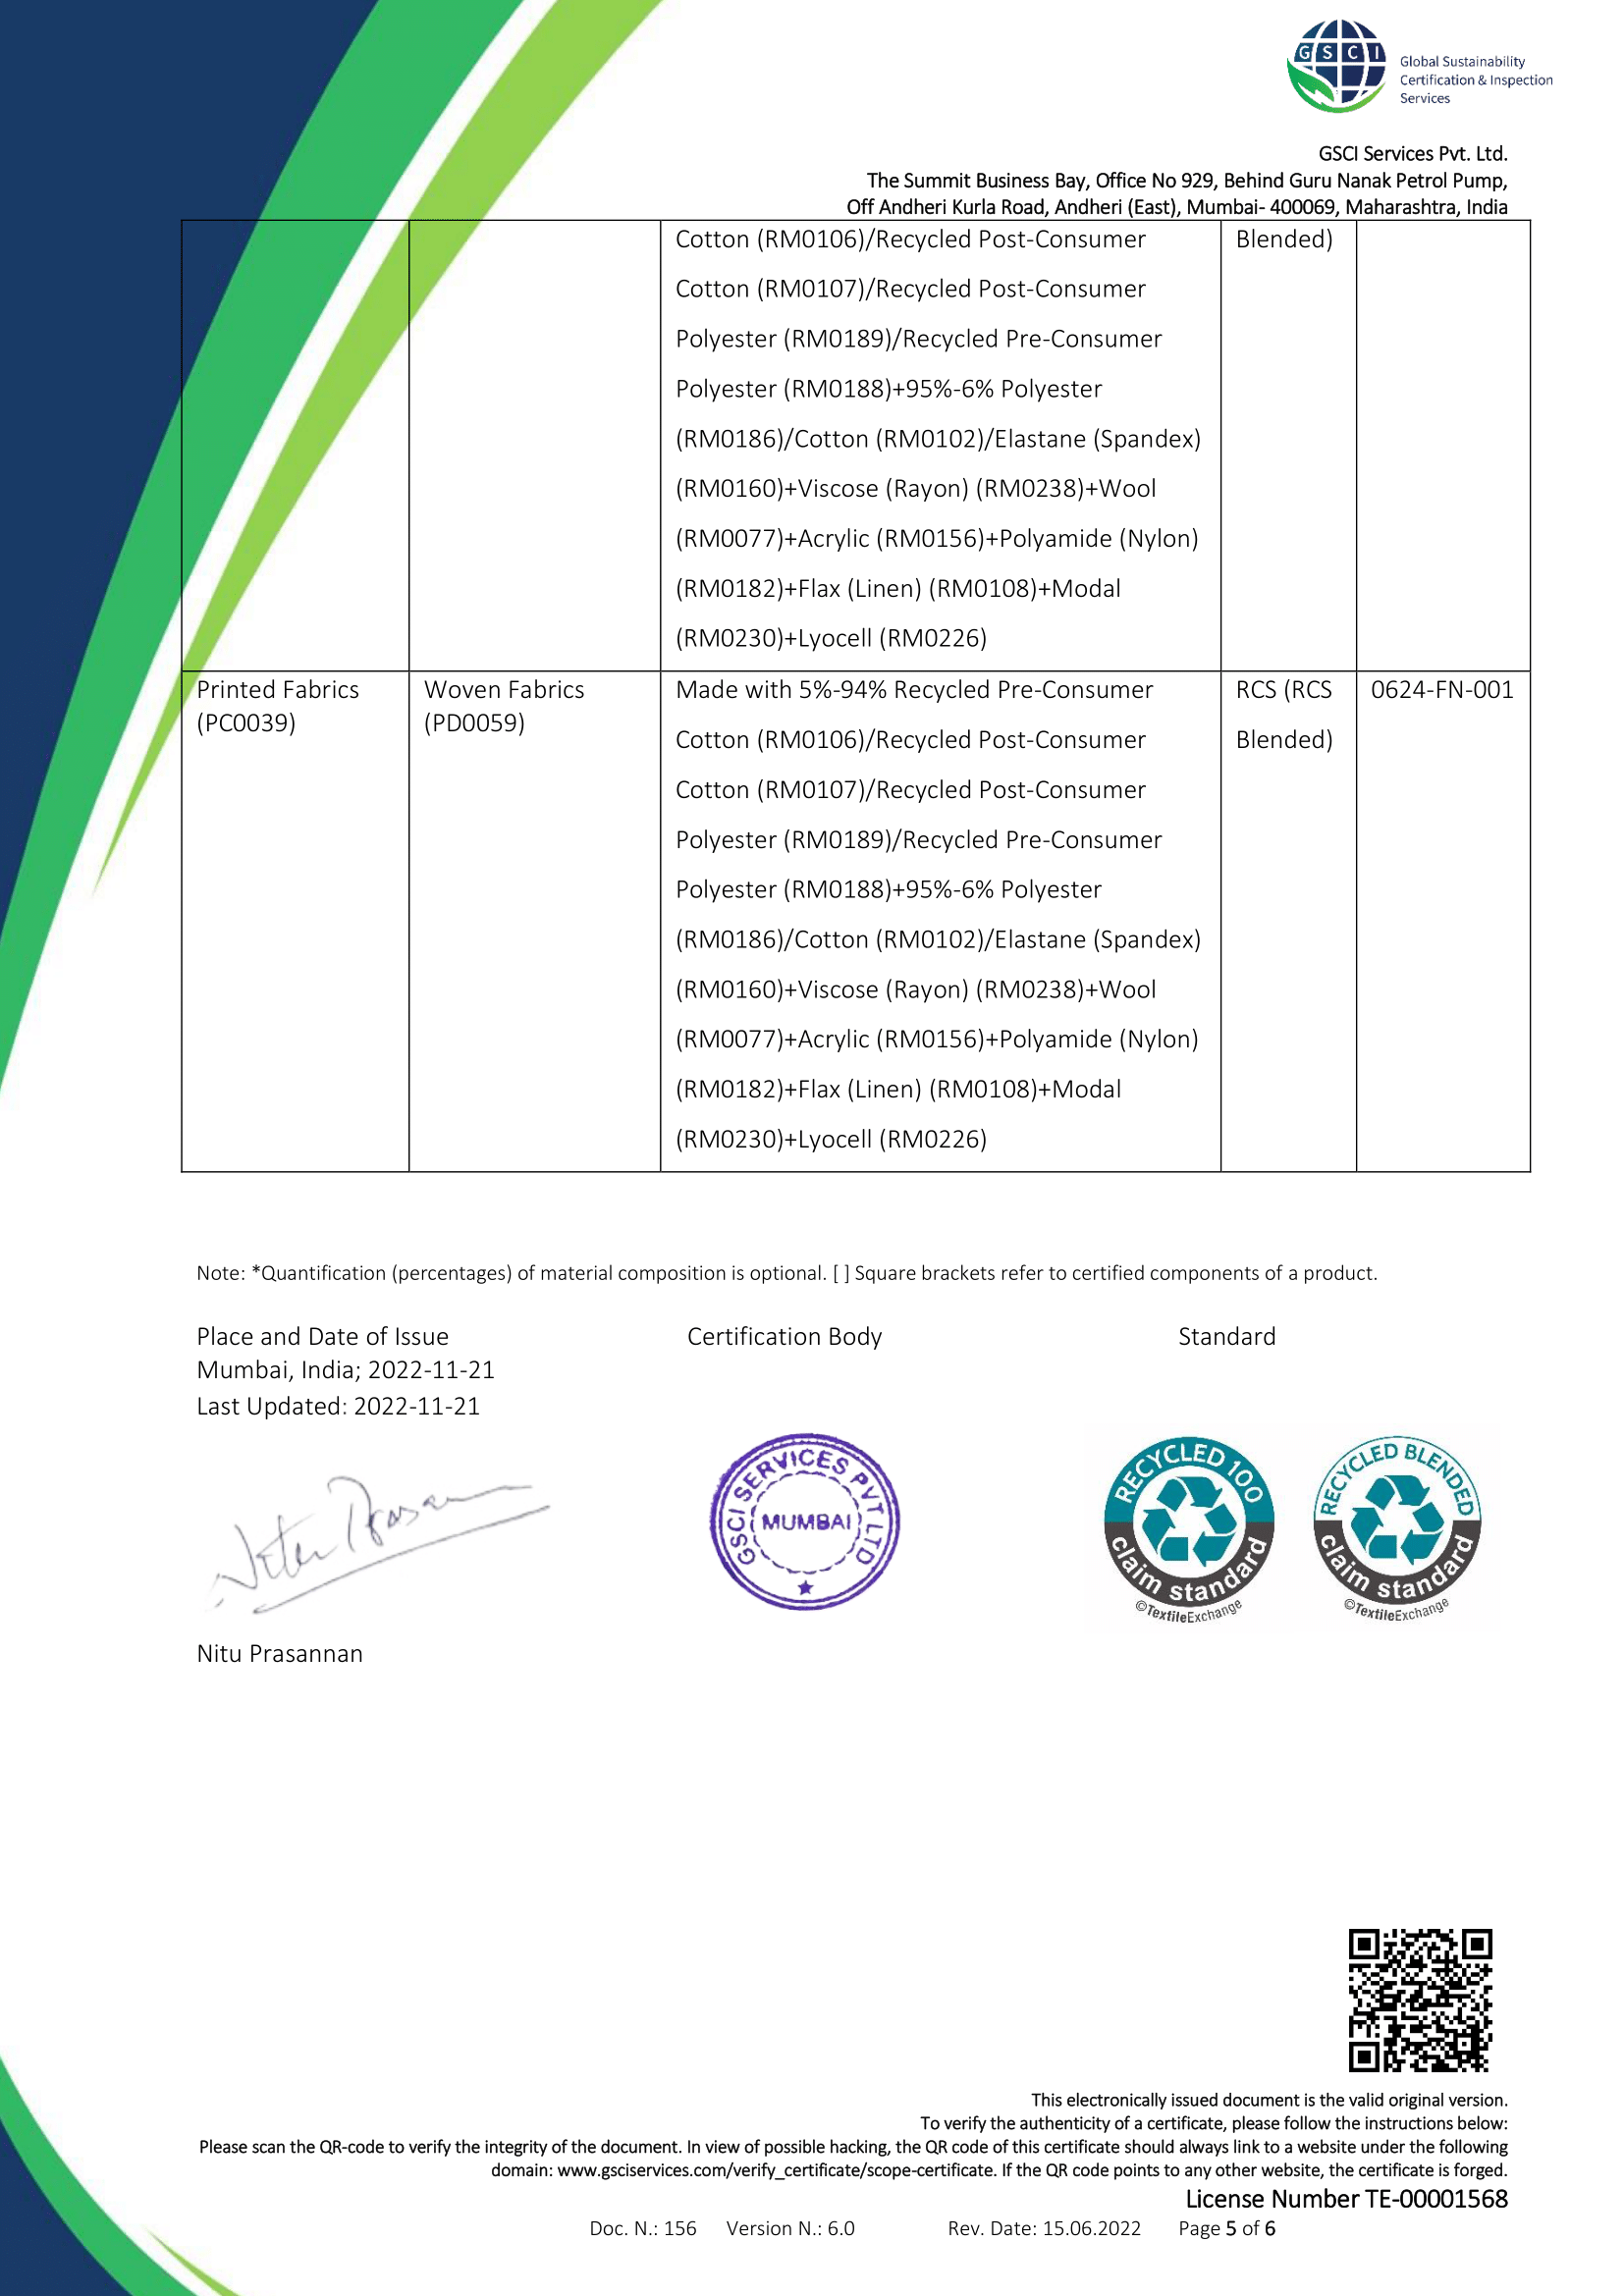 GSCI
Global Sustainability
Certification & Inspection
Services
GSCI Services Pvt. Ltd.
The Summit Business Bay, Office No 929, Behind Guru Nanak Petrol Pump,
Off Andheri Kurla Road, Andheri (East), Mumbai- 400069, Maharashtra, India
Cotton (RM0106)/Recycled Post-Consumer
Cotton (RM0107)/Recycled Post-Consumer
Polyester (RM0189)/Recycled Pre-Consumer
Polyester (RM0188)+95%-6% Polyester
(RM0186)/Cotton (RM0102)/Elastane (Spandex)
(RM0160)+Viscose (Rayon) (RM0238)+Wool
(RM0077)+Acrylic (RM0156)+Polyamide (Nylon)
(RM0182)+Flax (Linen) (RM0108)+Modal
(RM0230)+Lyocell (RM0226)
Blended)
Printed Fabrics
(PC0039)
Woven Fabrics
(PD0059)
Made with 5%-94% Recycled Pre-Consumer
Cotton (RM0106)/Recycled Post-Consumer
Cotton (RM0107)/Recycled Post-Consumer
Polyester (RM0189)/Recycled Pre-Consumer
Polyester (RM0188)+95%-6% Polyester
(RM0186)/Cotton (RM0102)/Elastane (Spandex)
(RM0160)+Viscose (Rayon) (RM0238)+Wool
(RM0077)+Acrylic (RM0156)+Polyamide (Nylon)
(RM0182)+Flax (Linen) (RM0108)+Modal
(RM0230)+Lyocell (RM0226)
RCS (RCS
Blended)
0624-FN-001
Note: *Quantification (percentages) of material composition is optional. [ ] Square brackets refer to certified components of a product.
Place and Date of Issue
Mumbai, India; 2022-11-21
Last Updated: 2022-11-21
Certification Body
Standard
Nitu Prasannan
GSCI SERVICES PVT LTD
MUMBAI
RECYCLED 100
claim standard
©TextileExchange
RECYCLED BLENDED
claim standard
©TextileExchange
Nitu Prasannan
This electronically issued document is the valid original version.
To verify the authenticity of a certificate, please follow the instructions below:
Please scan the QR-code to verify the integrity of the document. In view of possible hacking, the QR code of this certificate should always link to a website under the following
domain: www.gsciservices.com/verify_certificate/scope-certificate. If the QR code points to any other website, the certificate is forged.
License Number TE-00001568
Doc. N.: 156 Version N.: 6.0 Rev. Date: 15.06.2022 Page 5 of 6